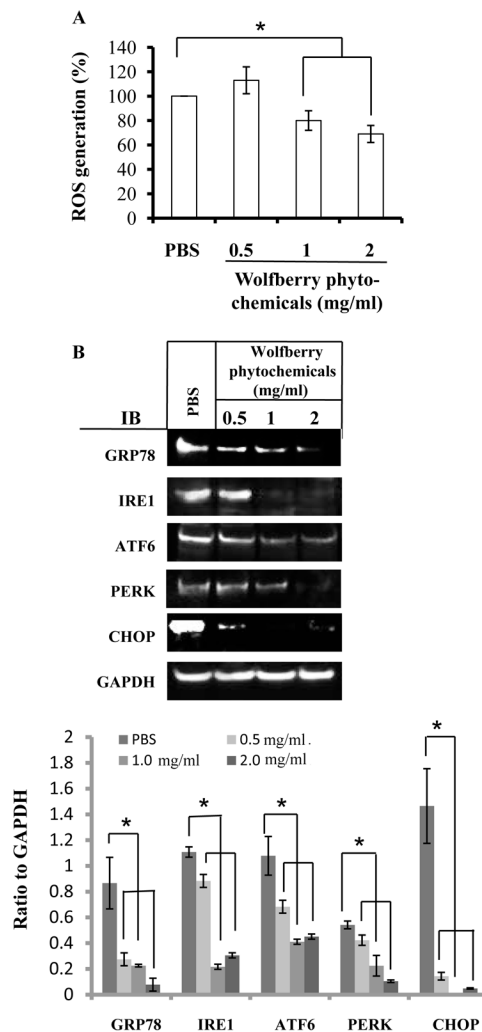 A
*
ROS generation (%)
140
120
100
80
60
40
20
0
PBS 0.5 1 2
Wolfberry phyto-
chemicals (mg/ml)
B
IB
PBS
Wolfberry
phytochemicals
(mg/ml)
0.5 1 2
GRP78
IRE1
ATF6
PERK
CHOP
GAPDH
Ratio to GAPDH
2
1.8
1.6
1.4
1.2
1
0.8
0.6
0.4
0.2
0
PBS 0.5 mg/ml.
1.0 mg/ml 2.0 mg/ml
* * * * *
GRP78 IRE1 ATF6 PERK CHOP